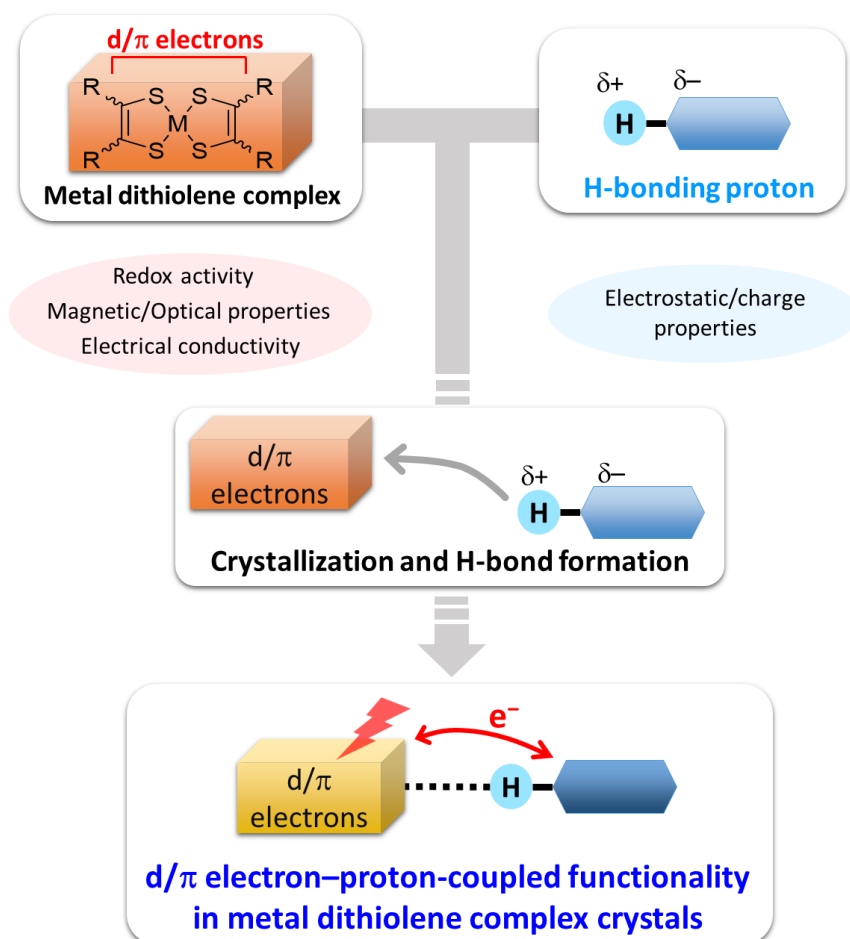 d/π electrons
R
S
S
R
M
R
S
S
R
Metal dithiolene complex
δ+
δ−
H
H-bonding proton
Redox activity
Magnetic/Optical properties
Electrical conductivity
Electrostatic/charge
properties
d/π
electrons
δ+
δ−
H
Crystallization and H-bond formation
e−
d/π
electrons
H
d/π electron–proton-coupled functionality
in metal dithiolene complex crystals